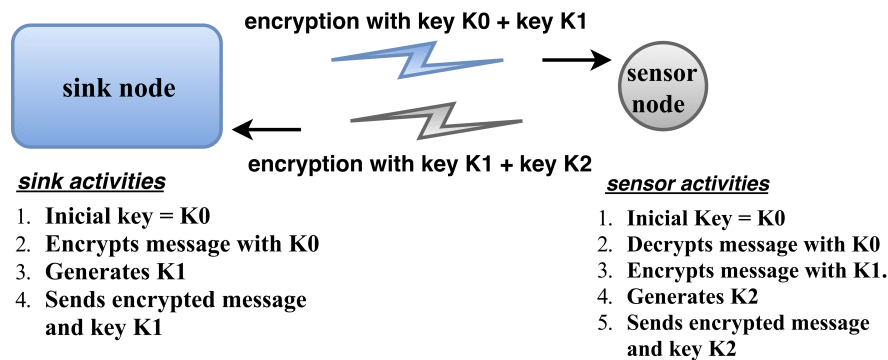 encryption with key K0 + key K1
sink node
sensor
node
encryption with key K1 + key K2
sink activities
1. Inicial key = K0
2. Encrypts message with K0
3. Generates K1
4. Sends encrypted message
and key K1
sensor activities
1. Inicial Key = K0
2. Decrypts message with K0
3. Encrypts message with K1.
4. Generates K2
5. Sends encrypted message
and key K2